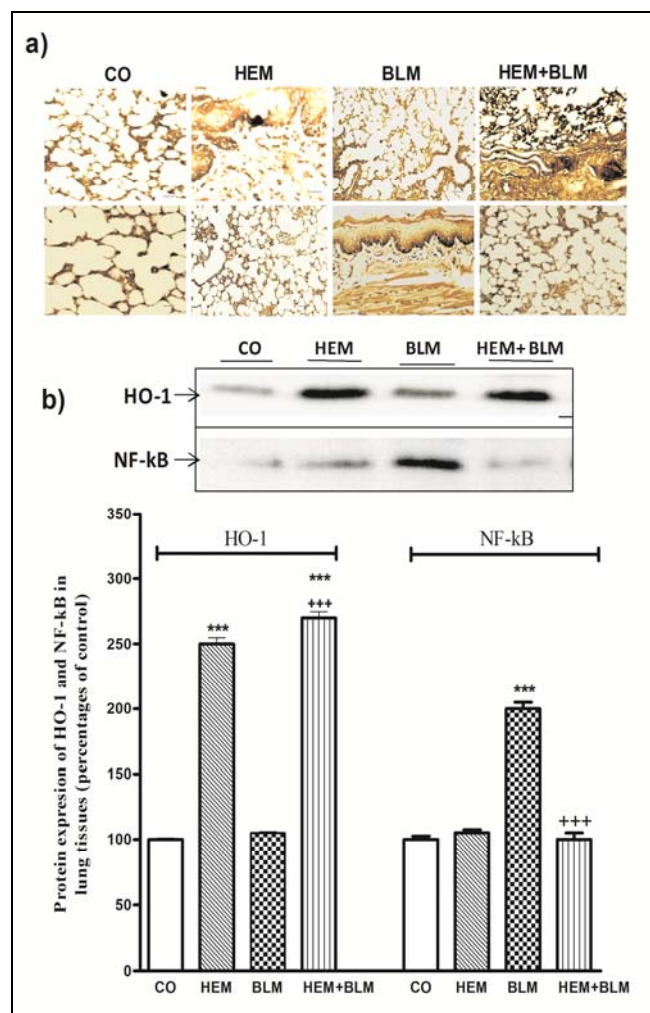 a)
CO HEM BLM HEM+BLM
CO HEM BLM HEM+BLM
b)
HO-1
NF-kB
Protein expresion of HO-1 and NF-kB in
lung tissues (percentages of control)
350
300
250
200
150
100
50
0
HO-1 NF-kB
***
***
+++
***
+++
CO HEM BLM HEM+BLM CO HEM BLM HEM+BLM